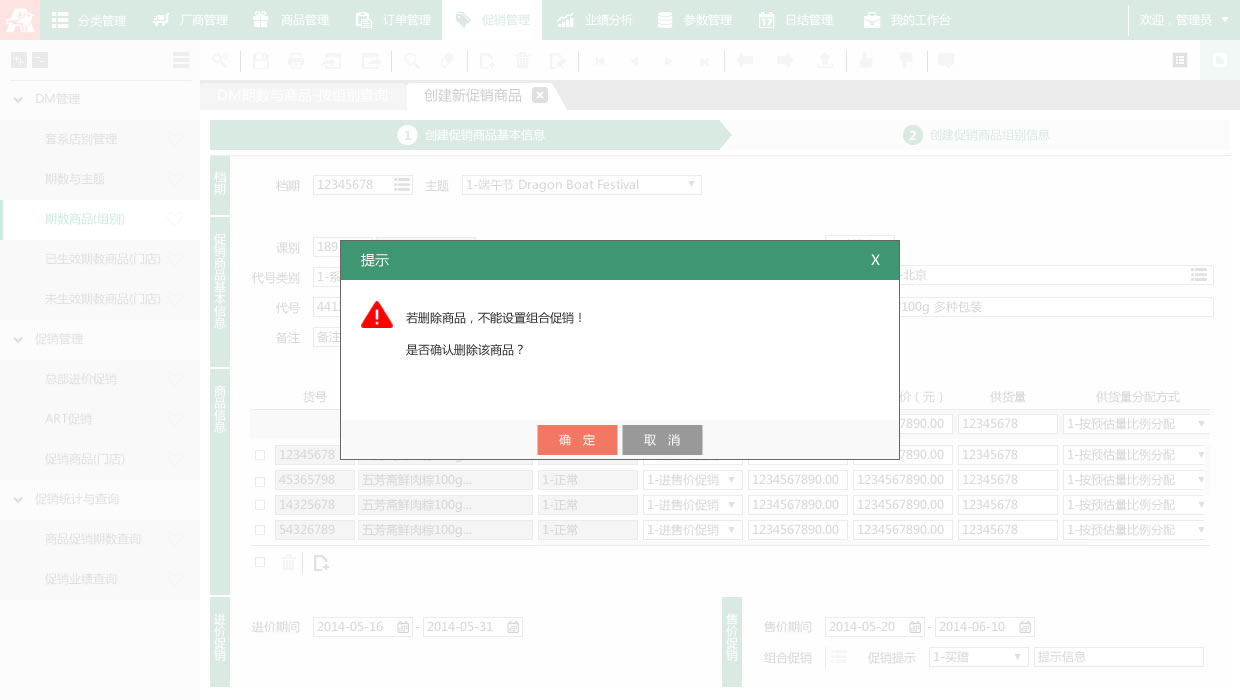 分类管理 厂商管理 商品管理 订单管理 促销管理 业绩分析 参数管理 日结管理 我的工作台 欢迎，管理员
DM管理
套系店别管理
期数与主题
期数商品(组别)
已生效期数商品(门店)
未生效期数商品(门店)
促销管理
总部进价促销
ART促销
促销商品(门店)
促销统计与查询
商品促销期数查询
促销业绩查询
DM期数与商品-按组别查询 创建新促销商品
1 创建促销商品基本信息 2 创建促销商品组别信息
档期
档期 12345678 主题 1-端午节 Dragon Boat Festival
促销商品基本信息
课别 189
代号类别 1-系 -北京
代号 441 100g 多种包装
备注 备注
提示 X
若删除商品，不能设置组合促销！
是否确认删除该商品？
确 定 取 消
商品信息
货号 价（元） 供货量 供货量分配方式
7890.00 12345678 1-按预估量比例分配
12345678 五芳斋鲜肉粽100g... 1-正常 1-进售价促销 1234567890.00 1234567890.00 12345678 1-按预估量比例分配
45365798 五芳斋鲜肉粽100g... 1-正常 1-进售价促销 1234567890.00 1234567890.00 12345678 1-按预估量比例分配
14325678 五芳斋鲜肉粽100g... 1-正常 1-进售价促销 1234567890.00 1234567890.00 12345678 1-按预估量比例分配
54326789 五芳斋鲜肉粽100g... 1-正常 1-进售价促销 1234567890.00 1234567890.00 12345678 1-按预估量比例分配
进价促销
进价期间 2014-05-16 - 2014-05-31
售价促销
售价期间 2014-05-20 - 2014-06-10
组合促销 促销提示 1-买赠 提示信息